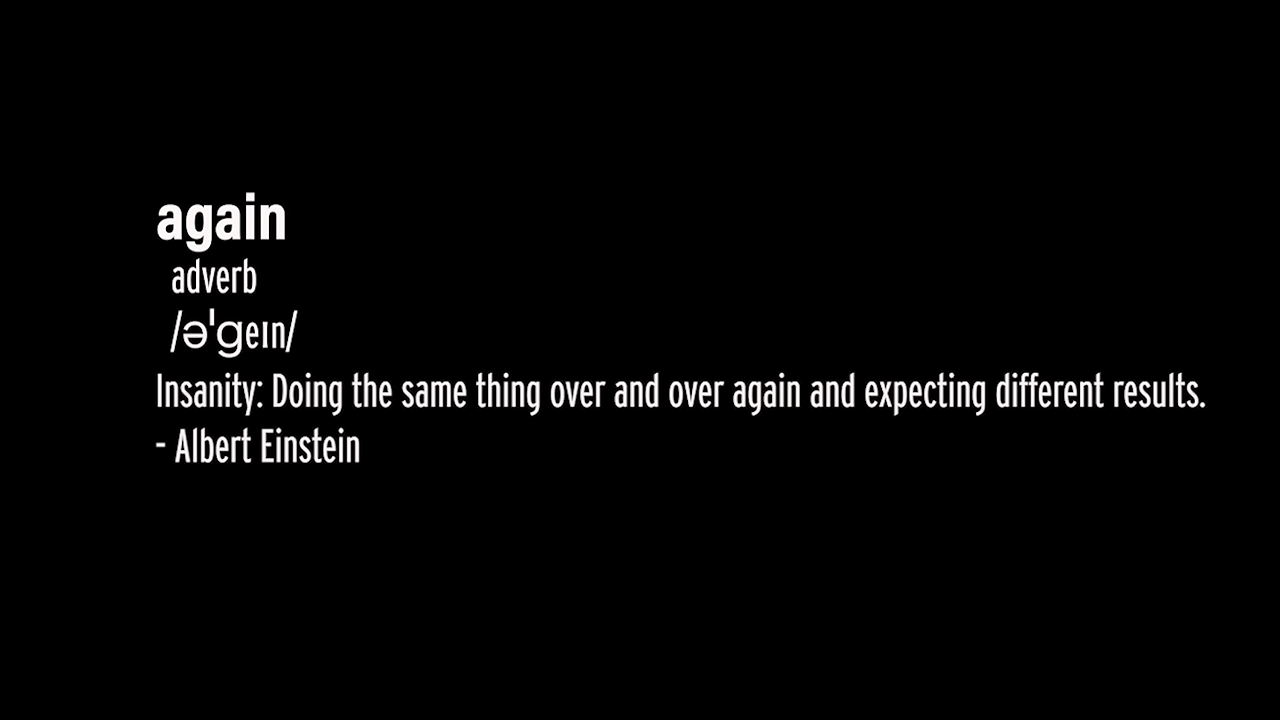 again
adverb
/əˈɡeɪn/
Insanity: Doing the same thing over and over again and expecting different results.
- Albert Einstein